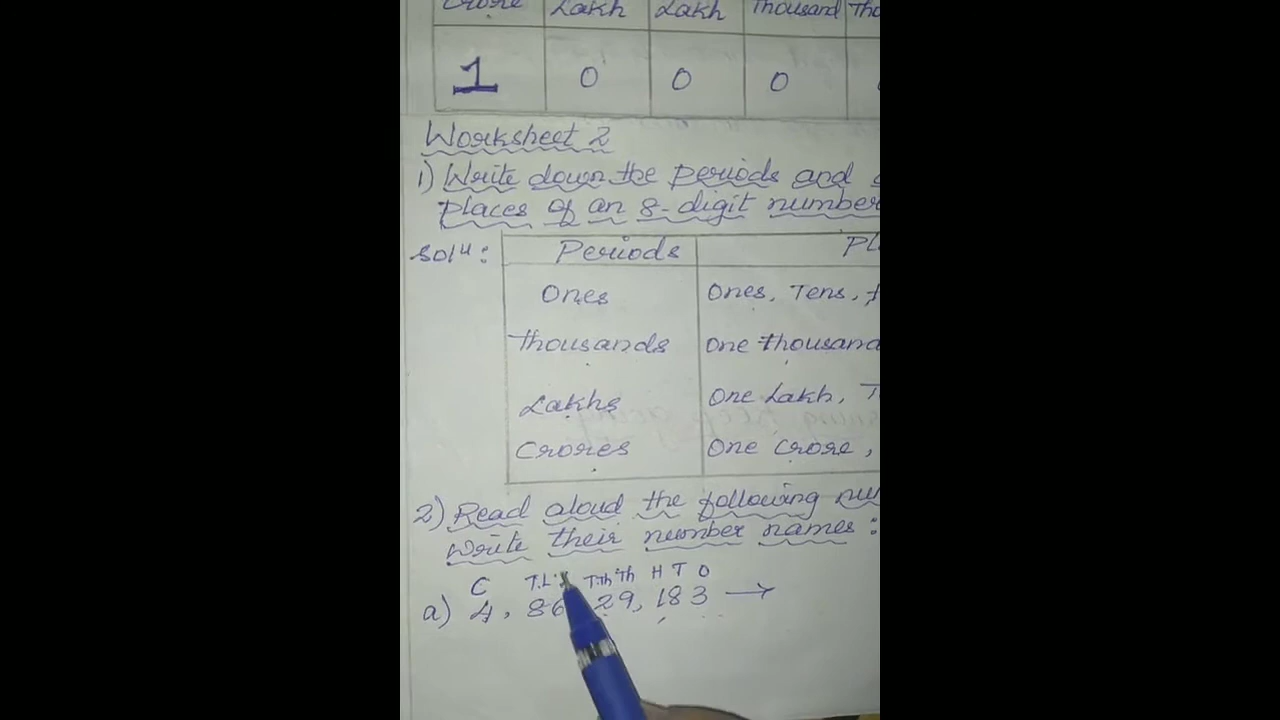 Crore Lakh Lakh Thousand
1 0 0 0
Worksheet 2
1) Write down the periods and
places of an 8-digit number
Soln: Periods
Ones Ones, Tens,
Thousands One thousand
Lakhs One Lakh,
Crores One crore,
2) Read aloud the following
write their number names:
C T.L. T.Th Th H T O
a) 4, 86 29, 183 →